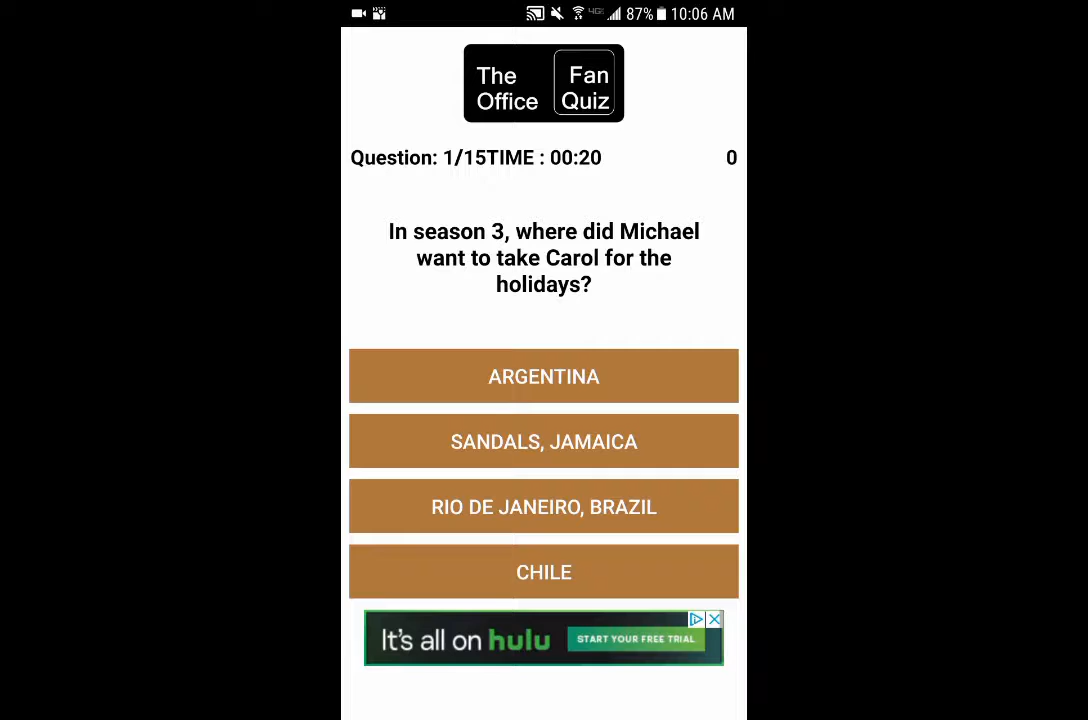 4G 87% 10:06 AM
The Office
Fan Quiz
Question: 1/15TIME : 00:20 0
In season 3, where did Michael
want to take Carol for the
holidays?
ARGENTINA
SANDALS, JAMAICA
RIO DE JANEIRO, BRAZIL
CHILE
It's all on hulu START YOUR FREE TRIAL